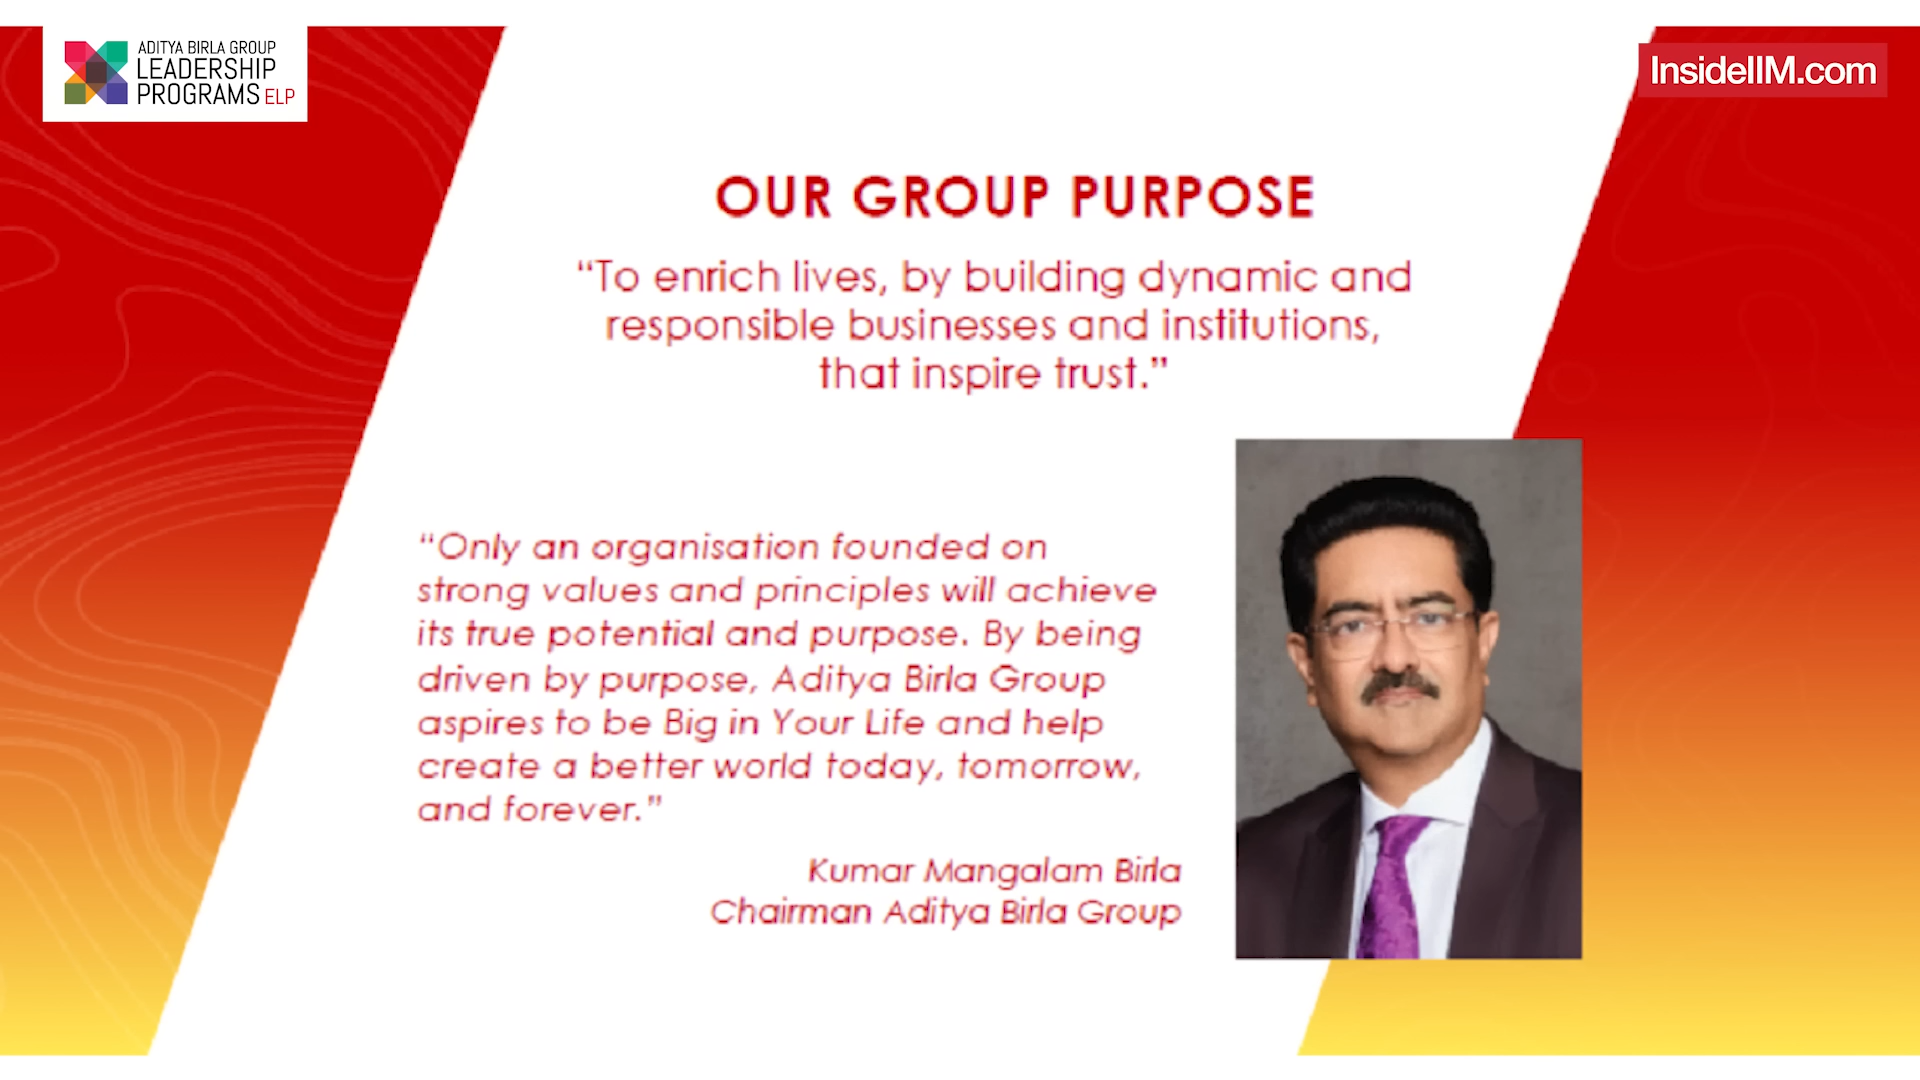 ADITYA BIRLA GROUP
LEADERSHIP
PROGRAMS ELP
InsideIIM.com
OUR GROUP PURPOSE
“To enrich lives, by building dynamic and
responsible businesses and institutions,
that inspire trust.”
“Only an organisation founded on
strong values and principles will achieve
its true potential and purpose. By being
driven by purpose, Aditya Birla Group
aspires to be Big in Your Life and help
create a better world today, tomorrow,
and forever.”
Kumar Mangalam Birla
Chairman Aditya Birla Group